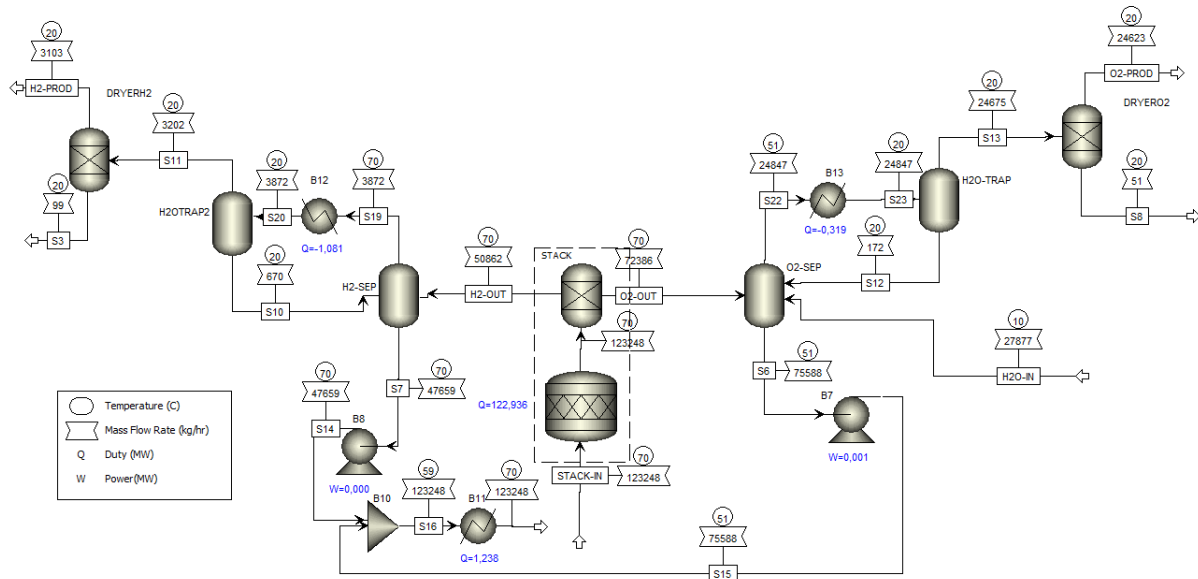 20
3103
H2-PROD
DRYERH2
20
3202
S11
20
99
S3
H2OTRAP2
20
3872
S20
B12
Q=-1,081
70
3872
S19
20
670
S10
H2-SEP
70
50862
H2-OUT
STACK
70
72386
O2-OUT
70
123248
Q=122,936
STACK-IN
70
123248
51
24847
S22
B13
Q=-0,319
20
24847
S23
H2O-TRAP
20
24675
S13
20
24623
O2-PROD
DRYERO2
20
51
S8
20
172
S12
O2-SEP
10
27877
H2O-IN
S6
51
75588
B7
W=0,001
S7
70
47659
70
47659
S14
B8
W=0,000
B10
59
123248
S16
B11
Q=1,238
70
123248
51
75588
S15
Temperature (C)
Mass Flow Rate (kg/hr)
Q Duty (MW)
W Power(MW)